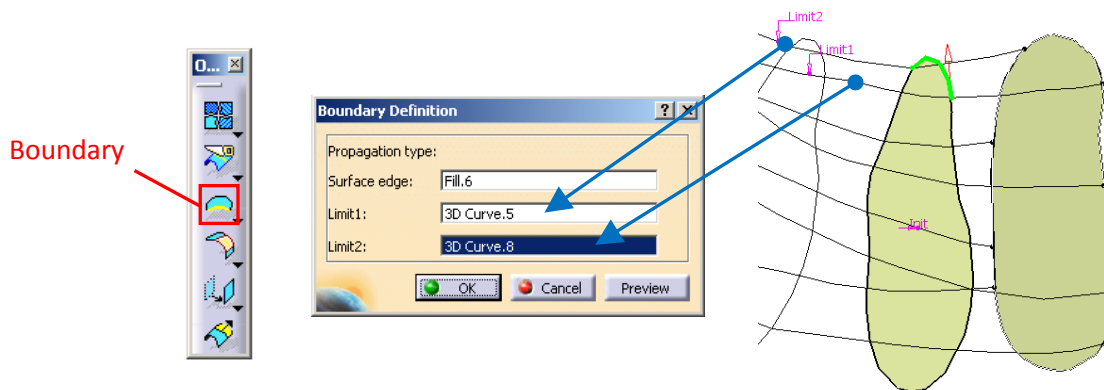 O...
Boundary
Boundary Definition
Propagation type:
Surface edge: Fill.6
Limit1: 3D Curve.5
Limit2: 3D Curve.8
OK Cancel Preview
Limit2
Limit1
Init